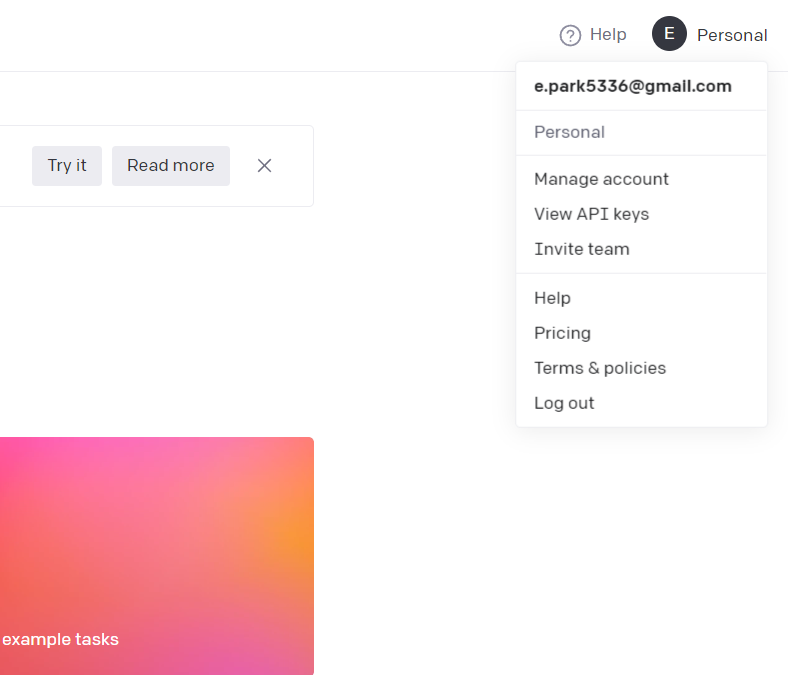 Help
E
Personal
e.park5336@gmail.com
Personal
Manage account
View API keys
Invite team
Help
Pricing
Terms & policies
Log out
Try it
Read more
example tasks